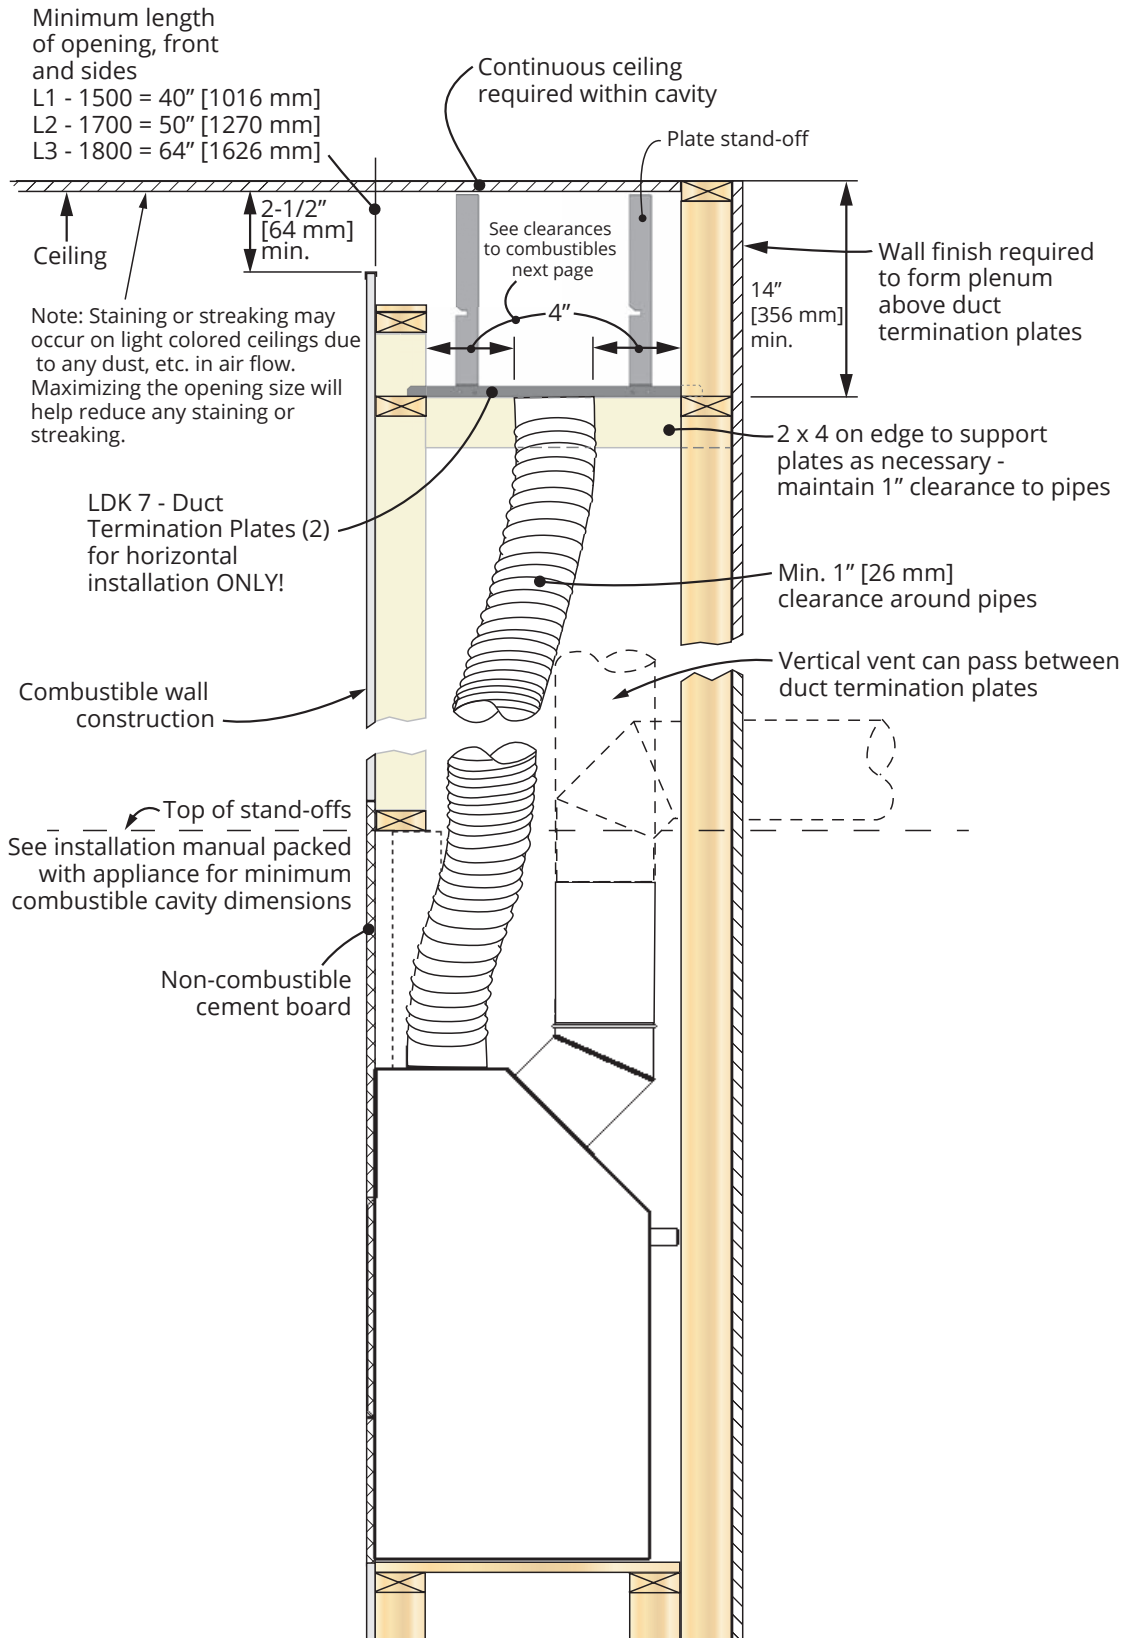 Minimum length
of opening, front
and sides
L1 - 1500 = 40” [1016 mm]
L2 - 1700 = 50” [1270 mm]
L3 - 1800 = 64” [1626 mm]
Continuous ceiling
required within cavity
Plate stand-off
2-1/2”
[64 mm]
min.
Ceiling
See clearances
to combustibles
next page
4”
14”
[356 mm]
min.
Wall finish required
to form plenum
above duct
termination plates
Note: Staining or streaking may
occur on light colored ceilings due
to any dust, etc. in air flow.
Maximizing the opening size will
help reduce any staining or
streaking.
2 x 4 on edge to support
plates as necessary -
maintain 1” clearance to pipes
LDK 7 - Duct
Termination Plates (2)
for horizontal
installation ONLY!
Min. 1” [26 mm]
clearance around pipes
Vertical vent can pass between
duct termination plates
Combustible wall
construction
Top of stand-offs
See installation manual packed
with appliance for minimum
combustible cavity dimensions
Non-combustible
cement board